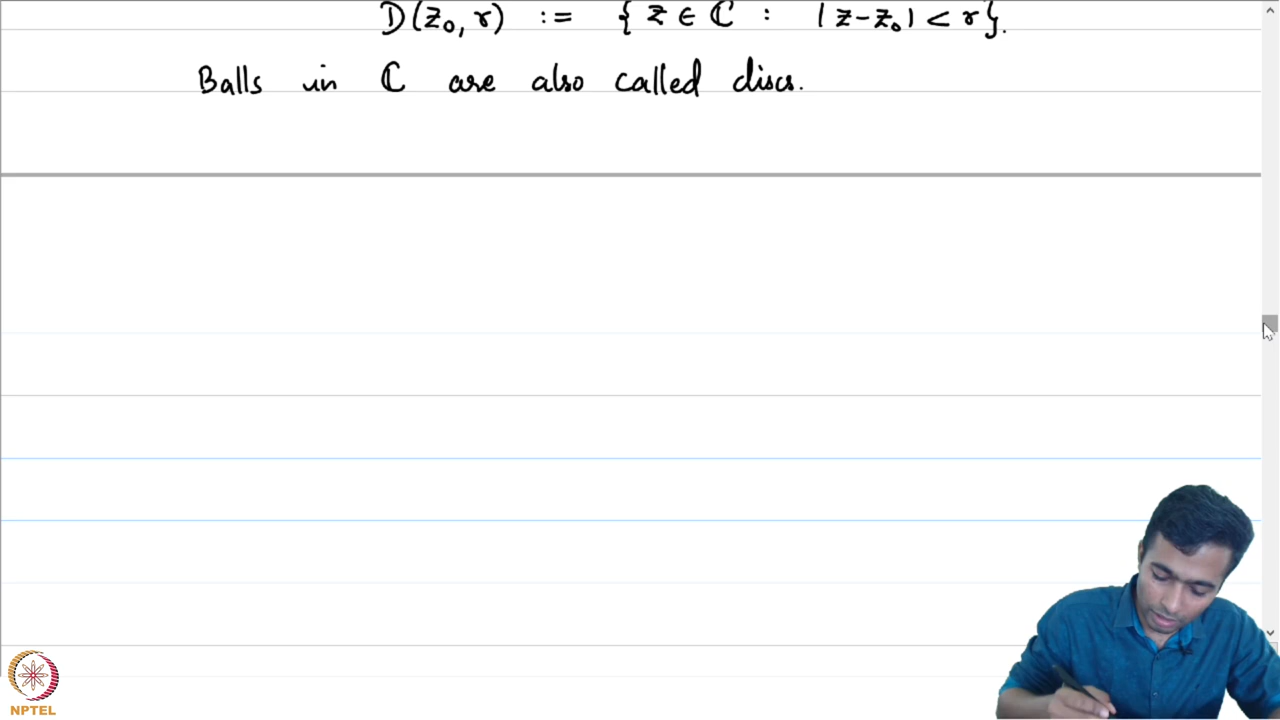 D(z₀, r) := { z ∈ ℂ : |z - z₀| < r }.
Balls in ℂ are also called discs.
NPTEL